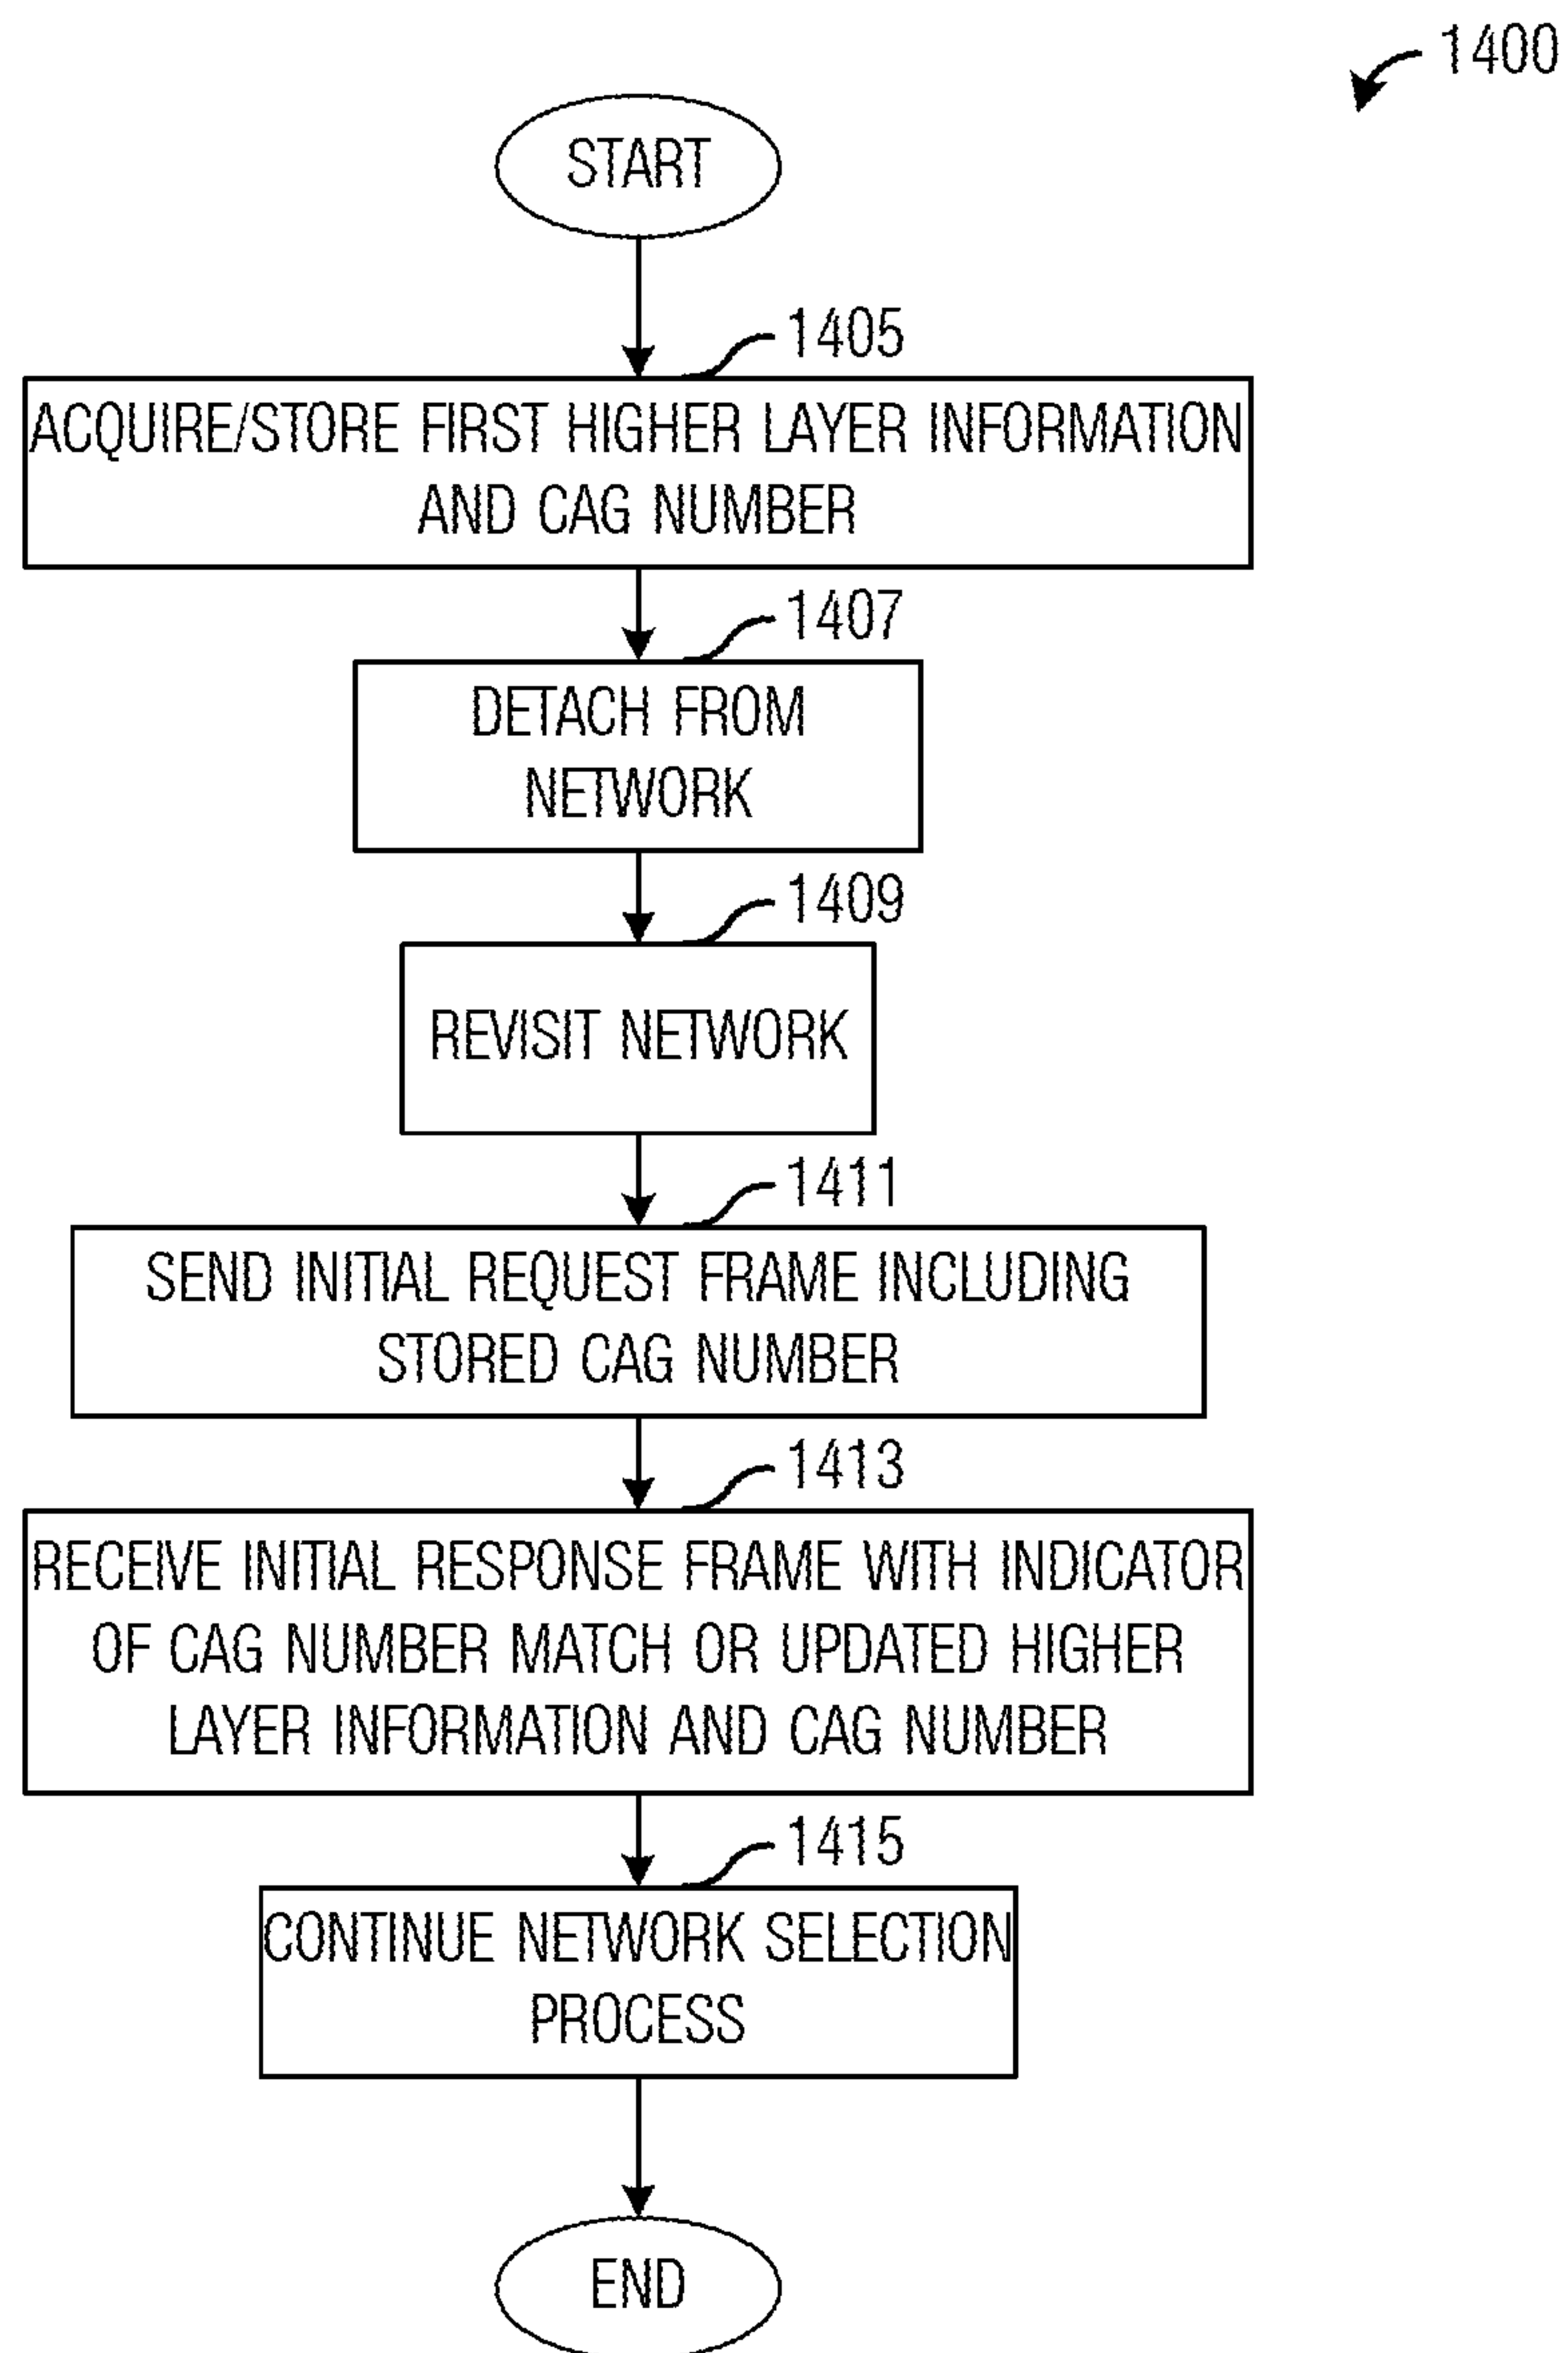 1400
START
1405
ACQUIRE/STORE FIRST HIGHER LAYER INFORMATION
AND CAG NUMBER
1407
DETACH FROM
NETWORK
1409
REVISIT NETWORK
1411
SEND INITIAL REQUEST FRAME INCLUDING
STORED CAG NUMBER
1413
RECEIVE INITIAL RESPONSE FRAME WITH INDICATOR
OF CAG NUMBER MATCH OR UPDATED HIGHER
LAYER INFORMATION AND CAG NUMBER
1415
CONTINUE NETWORK SELECTION
PROCESS
END